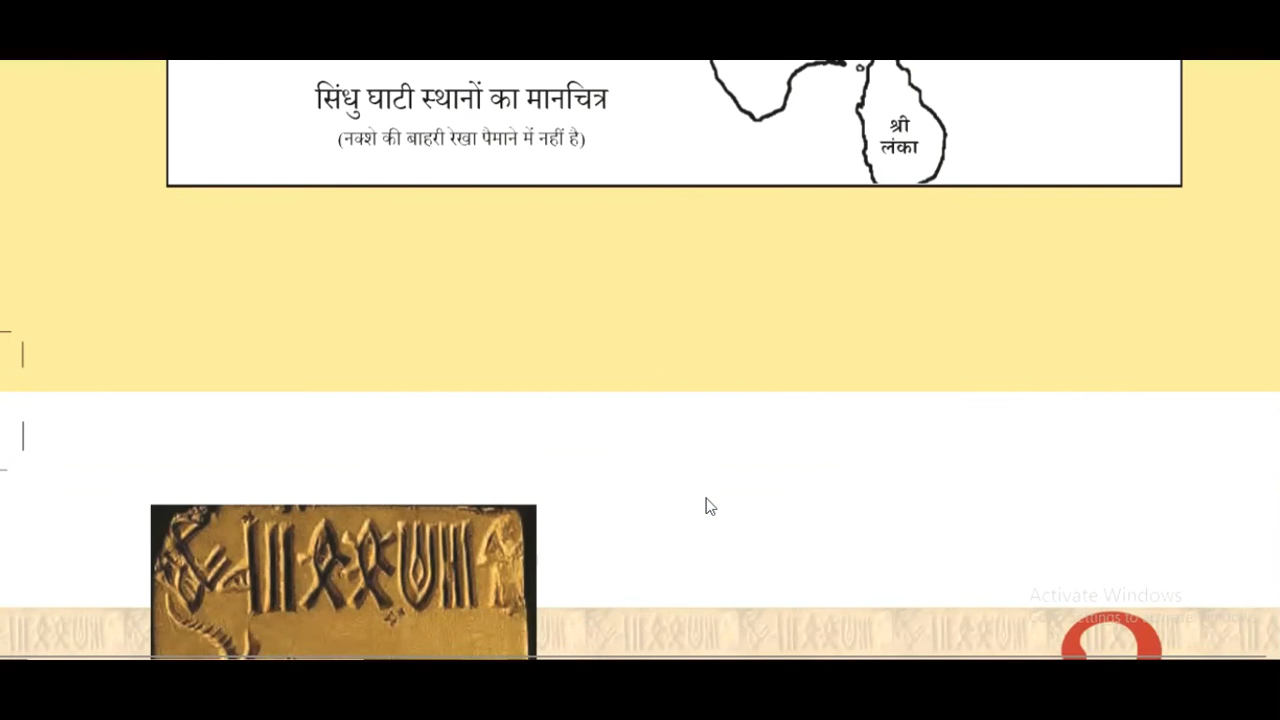 सिंधु घाटी स्थानों का मानचित्र
(नक्शे की बाहरी रेखा पैमाने में नहीं है)
श्री
लंका
Activate Windows